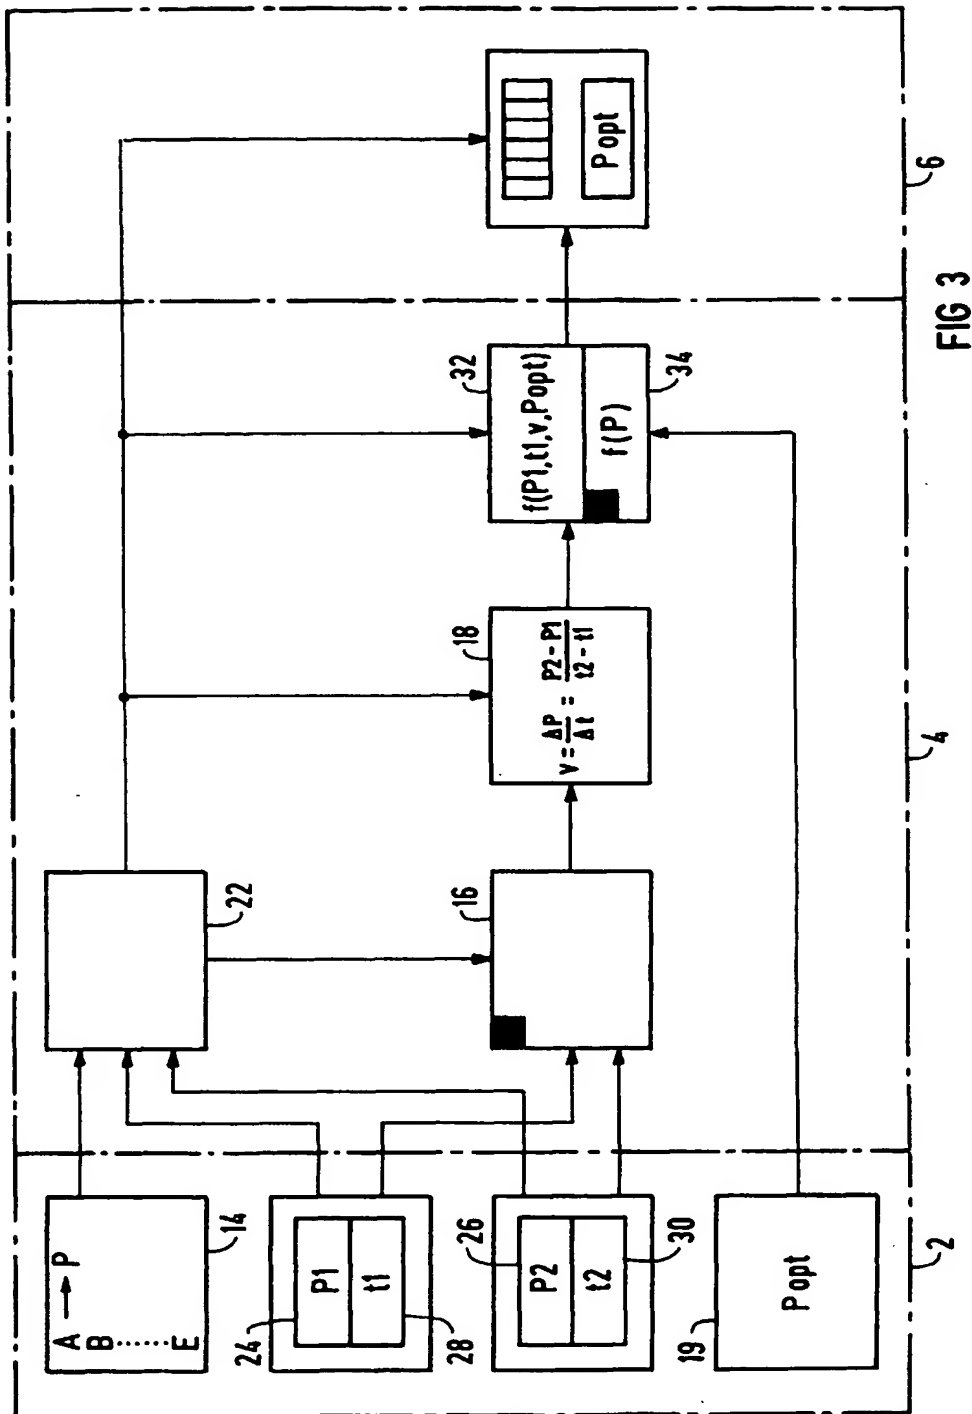 A → P
B
E
14
24
P1
t1
28
26
P2
t2
30
19
Popt
2
22
16
18
v = ΔP/Δt = P2 - P1/t2 - t1
32
f(P1,t1,v,Popt)
f(P)
34
4
Popt
6
FIG 3